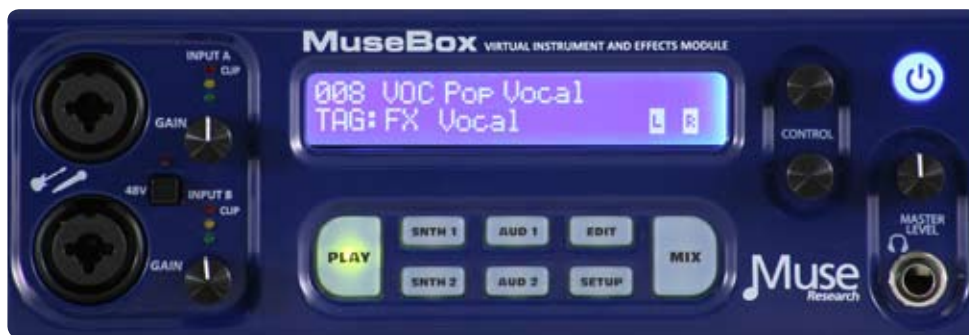 MuseBox VIRTUAL INSTRUMENT AND EFFECTS MODULE
INPUT A
CLIP
GAIN
48V
INPUT B
CLIP
GAIN
008 VOC Pop Vocal
TAG: FX Vocal L R
PLAY
SNTH 1 AUD 1 EDIT
SNTH 2 AUD 2 SETUP
MIX
CONTROL
MASTER
LEVEL
Muse
Research